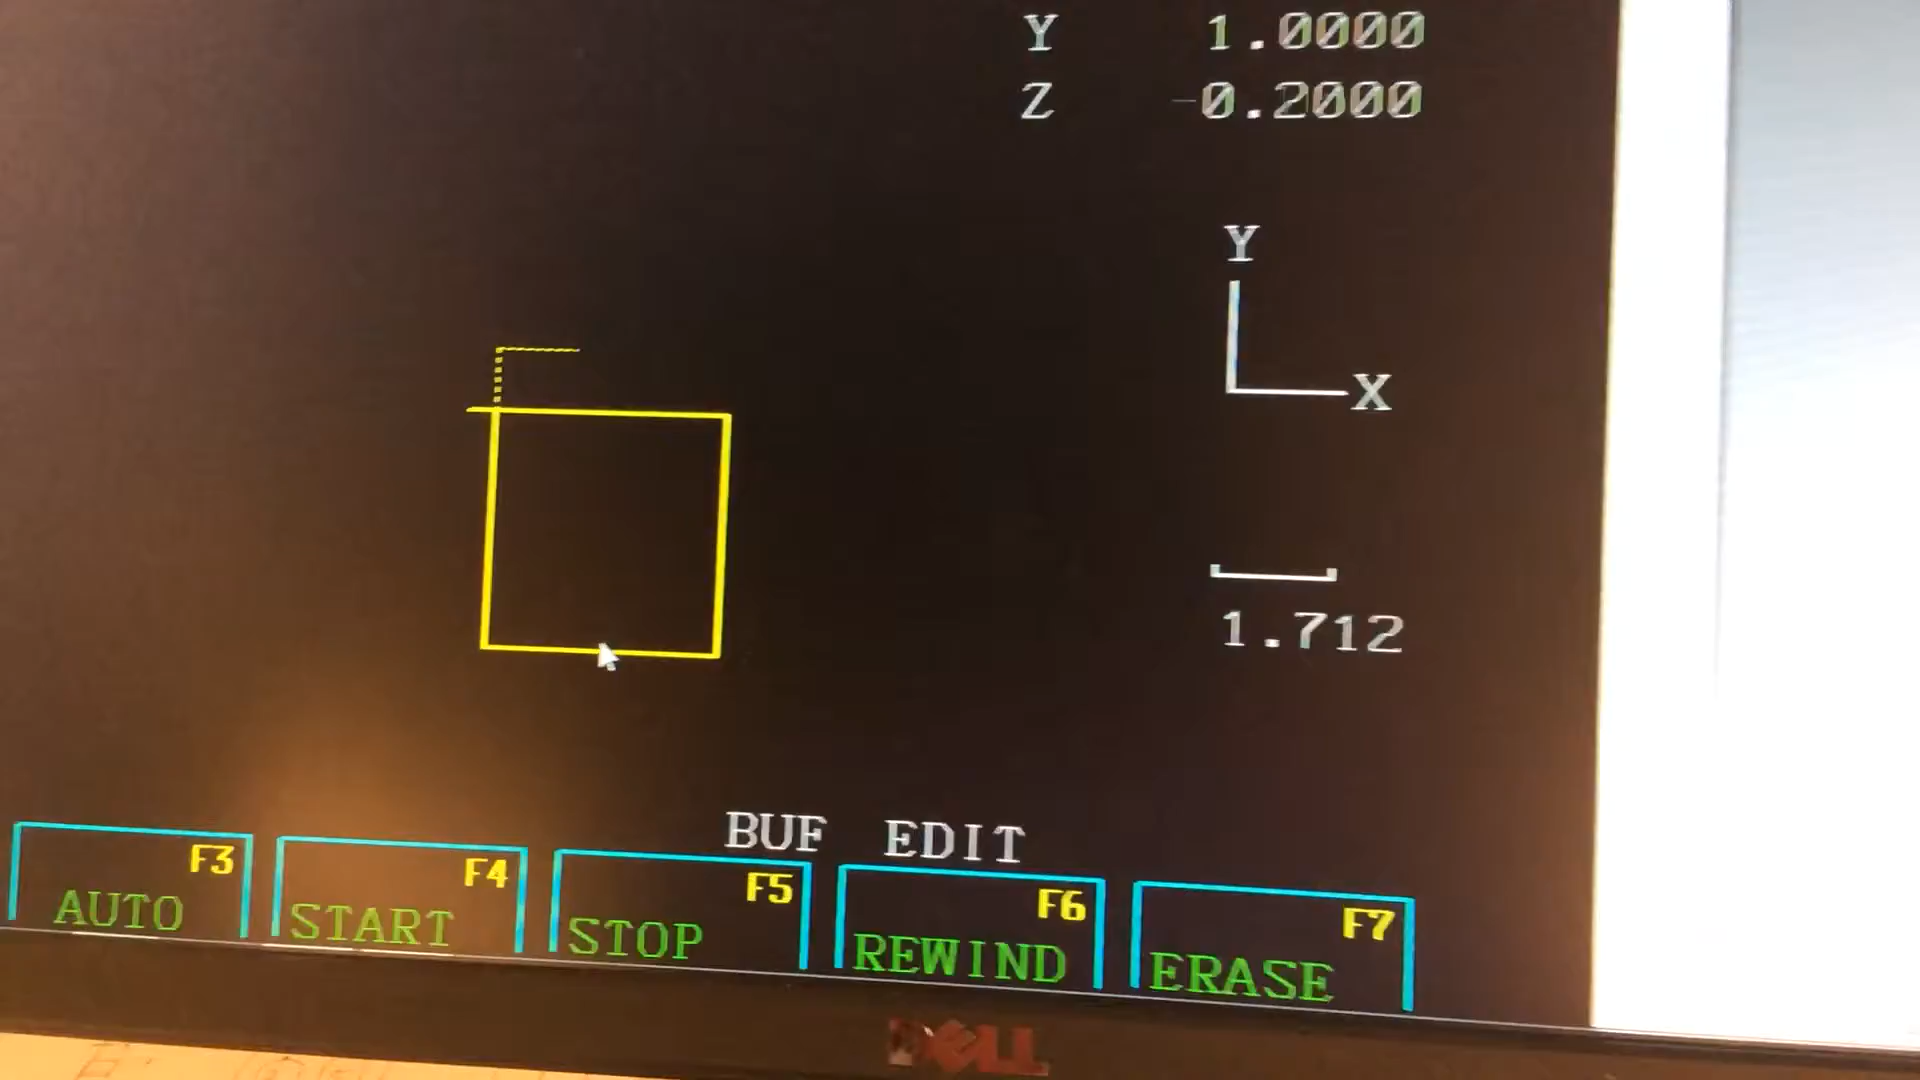 Y 1.0000
Z -0.2000
Y
X
1.712
BUF EDIT
F3 F4 F5 F6 F7
AUTO START STOP REWIND ERASE
DELL